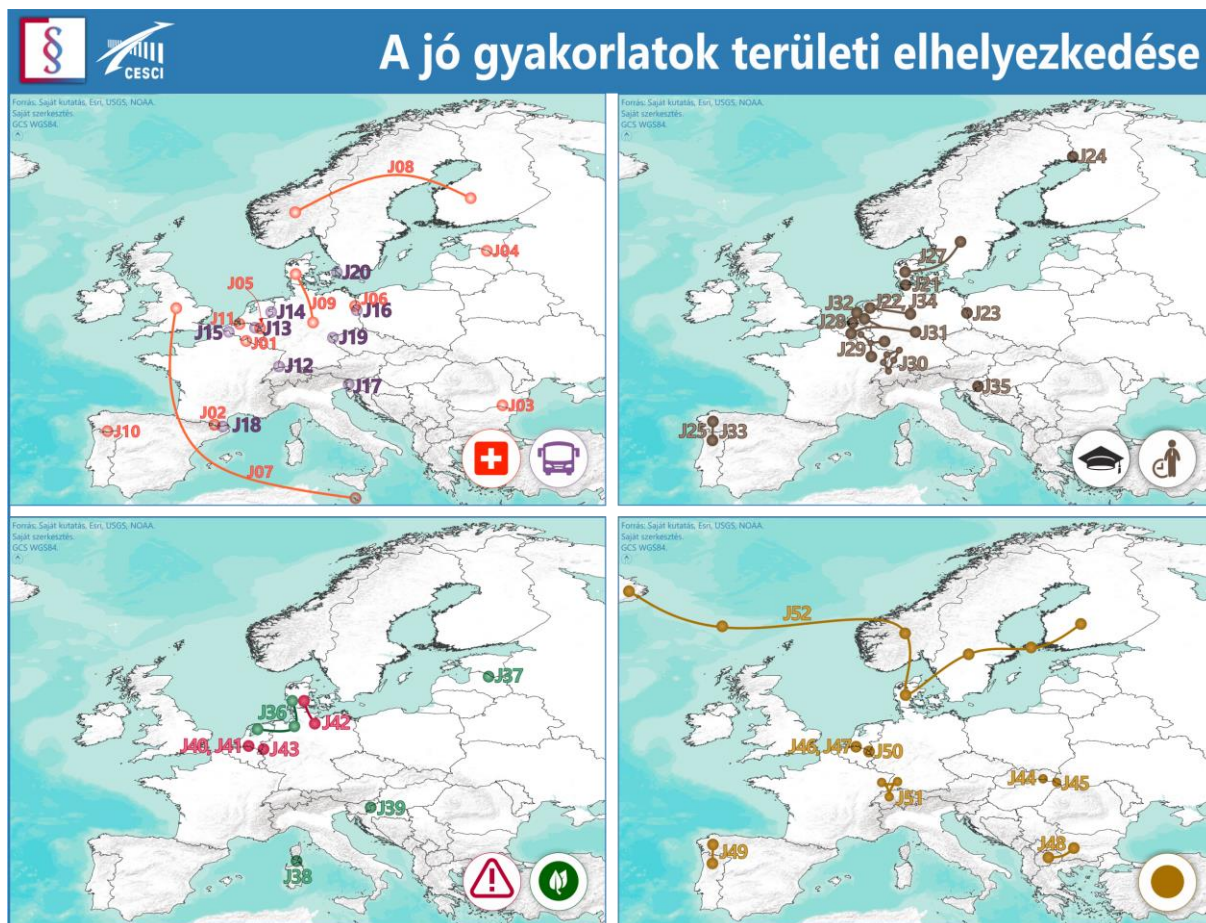 §
CESCI
A jó gyakorlatok területi elhelyezkedése
Forrás: Saját kutatás, Esri, USGS, NOAA.
Saját szerkesztés.
GCS WGS84.
J08
J04
J20
J05
J09
J06
J14
J16
J11
J13
J15
J01
J19
J12
J17
J03
J02
J18
J10
J07
Forrás: Saját kutatás, Esri, USGS, NOAA.
Saját szerkesztés.
GCS WGS84.
J24
J27
J21
J32
J22
J34
J28
J23
J31
J29
J30
J35
J25
J33
Forrás: Saját kutatás, Esri, USGS, NOAA.
Saját szerkesztés.
GCS WGS84.
J37
J36
J42
J40, J41
J43
J39
J38
Forrás: Saját kutatás, Esri, USGS, NOAA.
Saját szerkesztés.
GCS WGS84.
J52
J46, J47
J50
J44
J45
J51
J49
J48